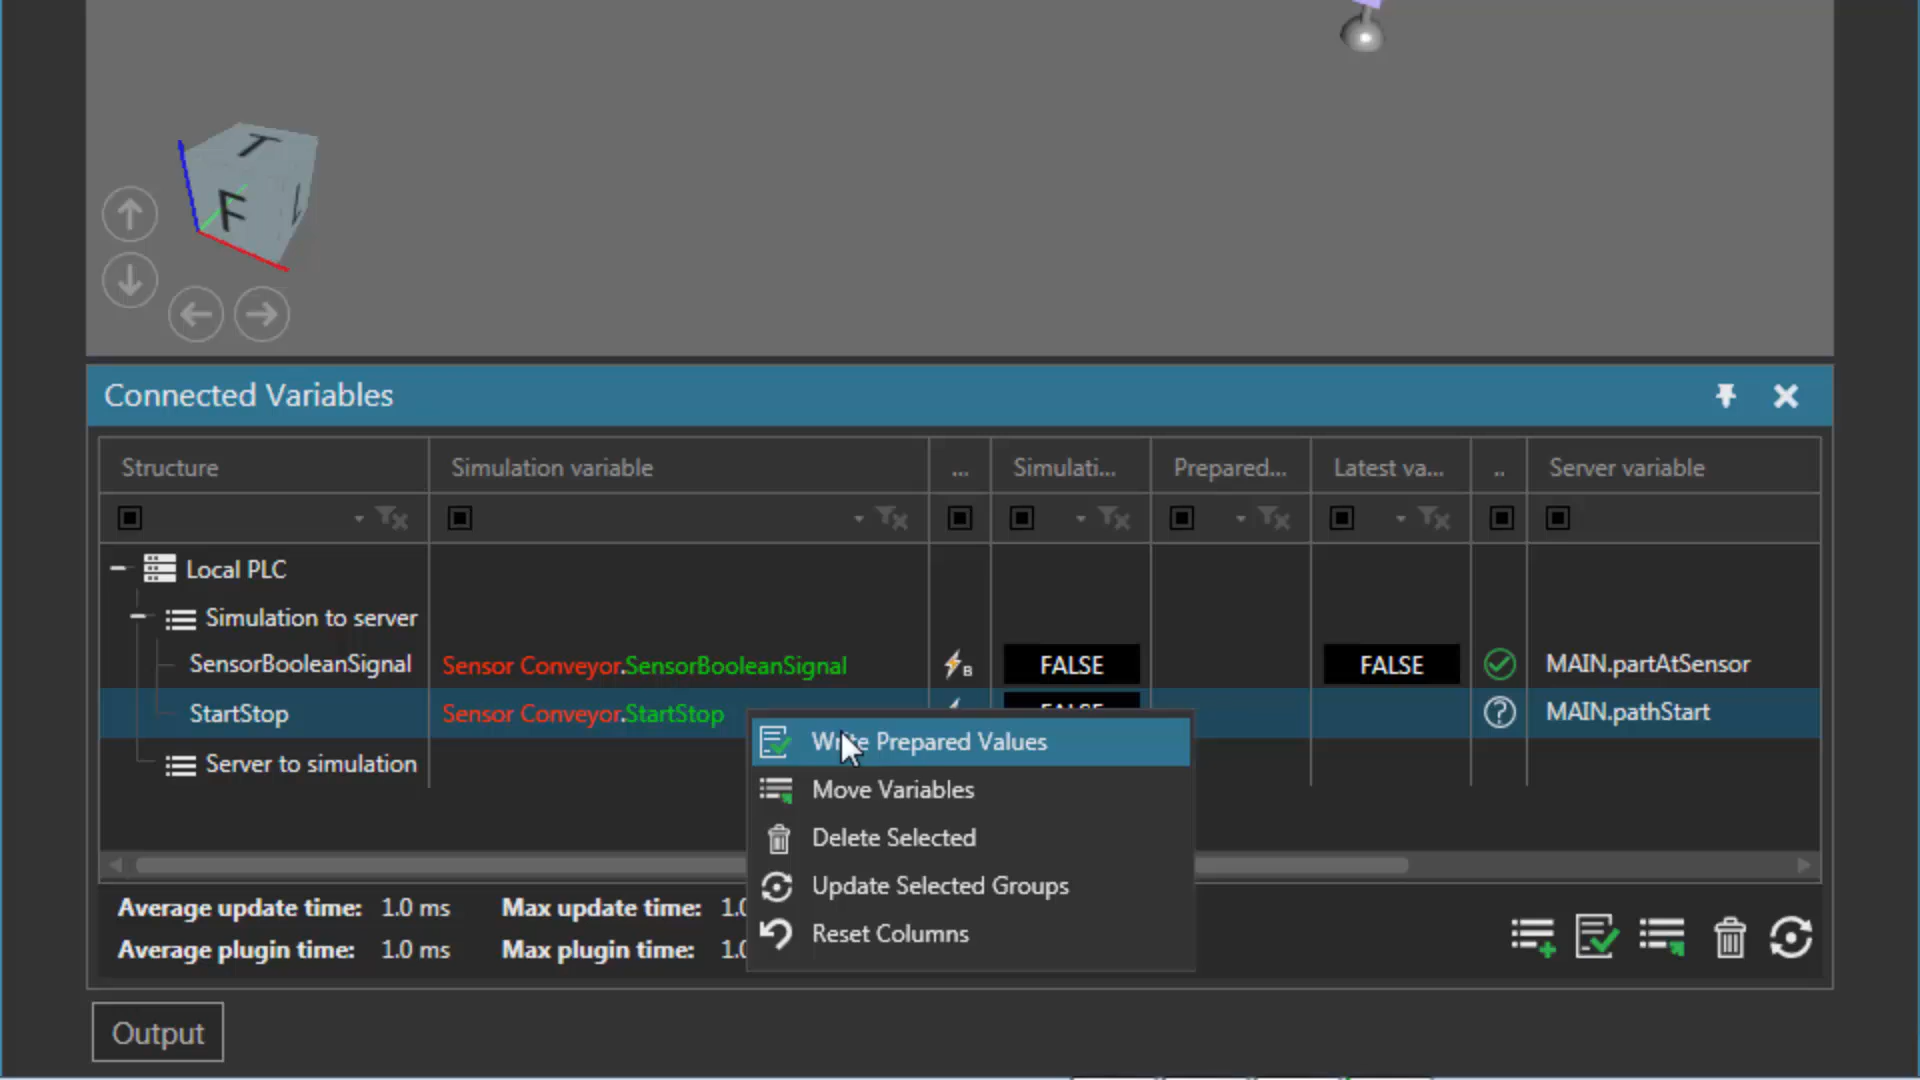 T
F
Connected Variables
Structure
Simulation variable
...
Simulati...
Prepared...
Latest va...
..
Server variable
Local PLC
Simulation to server
SensorBooleanSignal
Sensor Conveyor.SensorBooleanSignal
B
FALSE
FALSE
MAIN.partAtSensor
StartStop
Sensor Conveyor.StartStop
FALSE
?
MAIN.pathStart
Server to simulation
Write Prepared Values
Move Variables
Delete Selected
Update Selected Groups
Reset Columns
Average update time: 1.0 ms
Max update time:
Average plugin time: 1.0 ms
Max plugin time:
Output